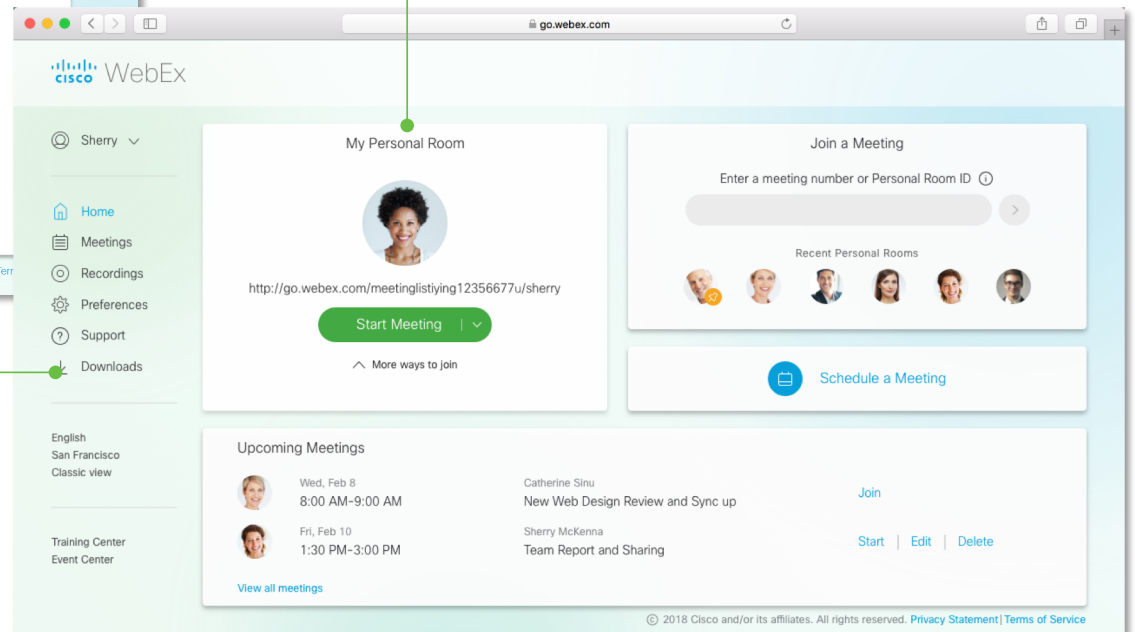 go.webex.com
CISCO WebEx
Sherry
Home
Meetings
Recordings
Preferences
Support
Downloads
English
San Francisco
Classic view
Training Center
Event Center
My Personal Room
http://go.webex.com/meetinglistiying12356677u/sherry
Start Meeting
More ways to join
Join a Meeting
Enter a meeting number or Personal Room ID
Recent Personal Rooms
Schedule a Meeting
Upcoming Meetings
Wed, Feb 8 Catherine Sinu
8:00 AM-9:00 AM New Web Design Review and Sync up Join
Fri, Feb 10 Sherry McKenna
1:30 PM-3:00 PM Team Report and Sharing Start | Edit | Delete
View all meetings
© 2018 Cisco and/or its affiliates. All rights reserved. Privacy Statement | Terms of Service